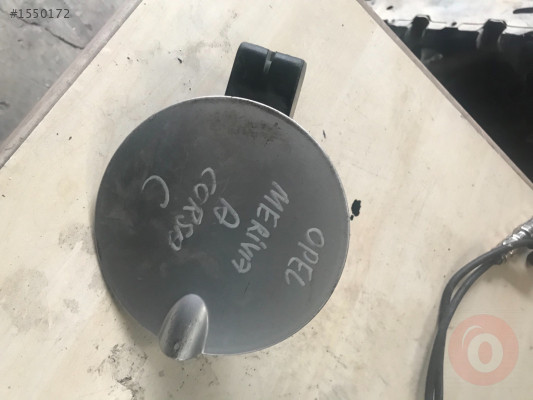 #1550172
OPEL
MERİVA
A
CORSA
C